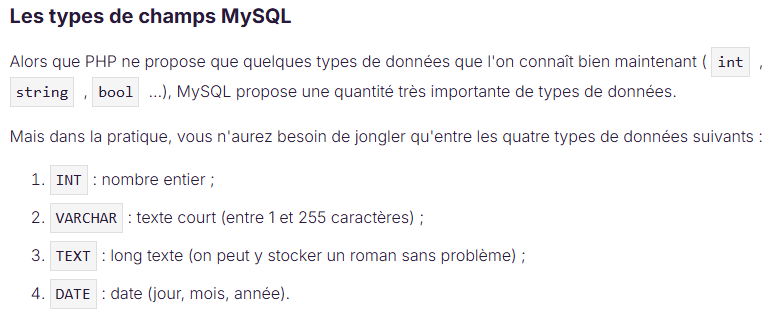 Les types de champs MySQL
Alors que PHP ne propose que quelques types de données que l'on connaît bien maintenant ( int ,
string , bool ...), MySQL propose une quantité très importante de types de données.
Mais dans la pratique, vous n'aurez besoin de jongler qu'entre les quatre types de données suivants :
1. INT : nombre entier ;
2. VARCHAR : texte court (entre 1 et 255 caractères) ;
3. TEXT : long texte (on peut y stocker un roman sans problème) ;
4. DATE : date (jour, mois, année).